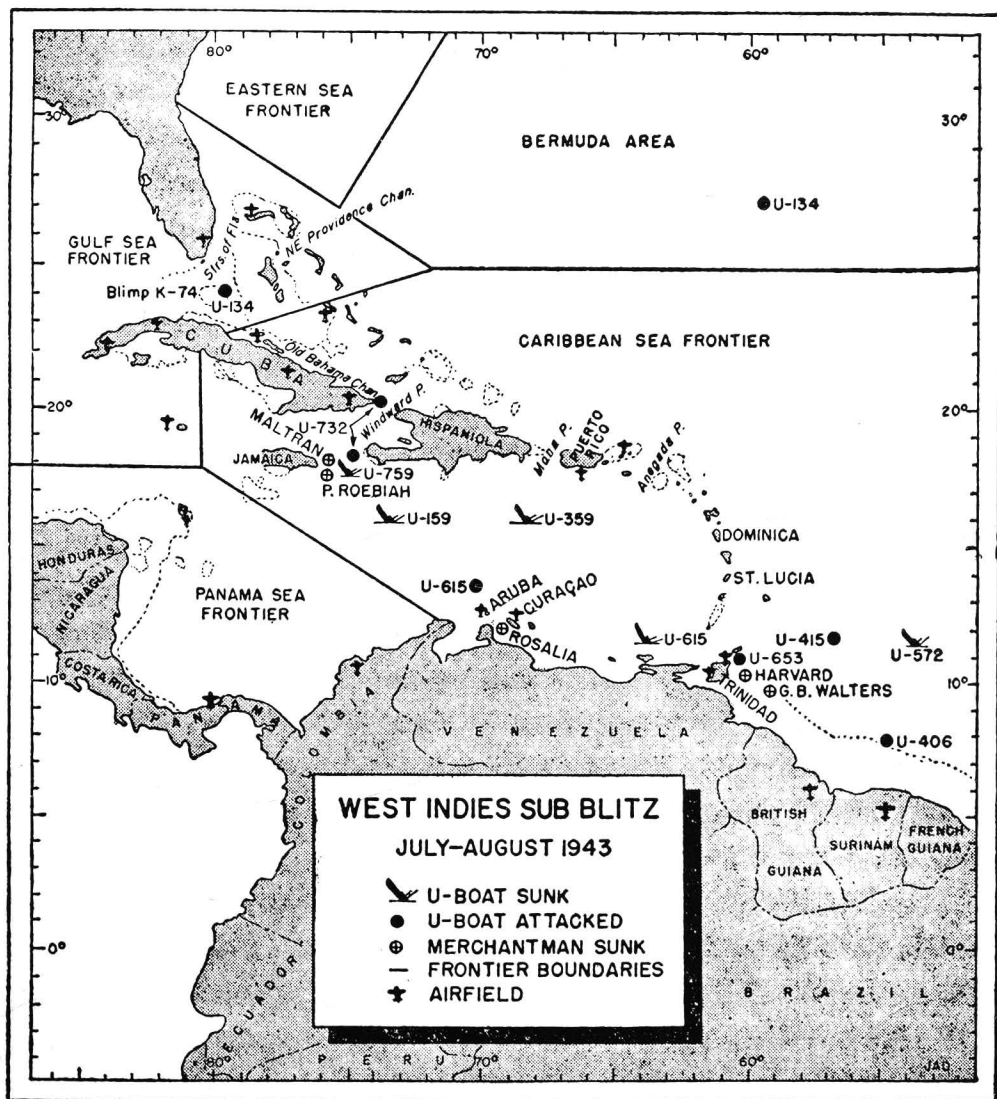 80°
70°
60°
EASTERN SEA
FRONTIER
30°
30°
BERMUDA AREA
U-134
GULF SEA
FRONTIER
Strs. of Fla
NE Providence Chan.
Blimp K-74
U-134
CUBA
Old Bahama Chan.
CARIBBEAN SEA FRONTIER
20°
20°
U-732
Windward P.
MALTRAN
JAMAICA
HISPANIOLA
Mona P.
PUERTO
RICO
Anegada P.
U-759
P. ROEBIAH
U-159
U-359
DOMINICA
HONDURAS
NICARAGUA
PANAMA SEA
FRONTIER
U-615
ARUBA
CURAÇAO
ROSALIA
ST. LUCIA
U-615
U-415
U-572
U-653
HARVARD
G.B. WALTERS
TRINIDAD
COSTA RICA
PANAMA
10°
10°
U-406
COLOMBIA
VENEZUELA
BRITISH
GUIANA
SURINAM
FRENCH
GUIANA
WEST INDIES SUB BLITZ
JULY–AUGUST 1943
U-BOAT SUNK
U-BOAT ATTACKED
MERCHANTMAN SUNK
FRONTIER BOUNDARIES
AIRFIELD
0°
0°
ECUADOR
BRAZIL
PERU
80°
70°
60°
JAD